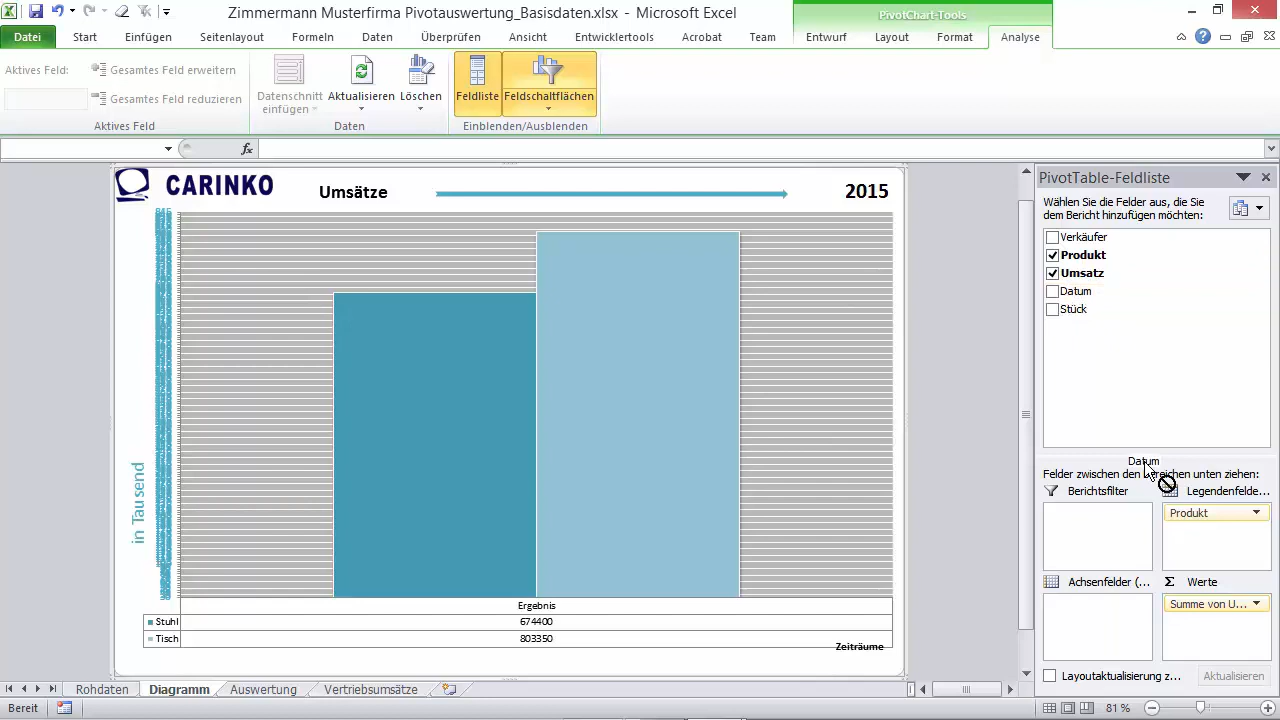 Zimmermann Musterfirma Pivotauswertung_Basisdaten.xlsx - Microsoft Excel
PivotChart-Tools
Datei Start Einfügen Seitenlayout Formeln Daten Überprüfen Ansicht Entwicklertools Acrobat Team Entwurf Layout Format Analyse
Aktives Feld:
Gesamtes Feld erweitern
Gesamtes Feld reduzieren
Aktives Feld
Datenschnitt
einfügen
Aktualisieren
Löschen
Daten
Feldliste
Feldschaltflächen
Einblenden/Ausblenden
fx
CARINKO
Umsätze
2015
in Tausend
Ergebnis
Stuhl 674400
Tisch 803350
Zeiträume
PivotTable-Feldliste
Wählen Sie die Felder aus, die Sie
dem Bericht hinzufügen möchten:
Verkäufer
Produkt
Umsatz
Datum
Stück
Datum
Felder zwischen den Bereichen unten ziehen:
Berichtsfilter
Legendenfelde...
Produkt
Achsenfelder (...
Σ Werte
Summe von U...
Layoutaktualisierung z...
Aktualisieren
Rohdaten Diagramm Auswertung Vertriebsumsätze
Bereit
81 %